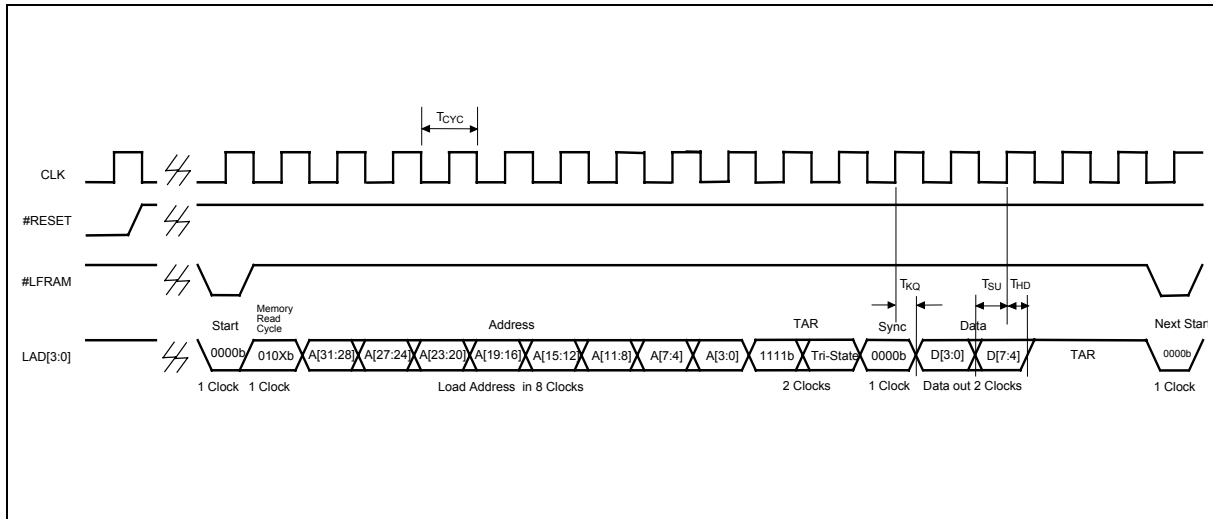 TCYC
CLK
#RESET
#LFRAM
TKQ TSU THD
Memory
Read
Cycle
Start Address TAR Sync Data Next Start
LAD[3:0] 0000b 010Xb A[31:28] A[27:24] A[23:20] A[19:16] A[15:12] A[11:8] A[7:4] A[3:0] 1111b Tri-State 0000b D[3:0] D[7:4] TAR 0000b
1 Clock 1 Clock Load Address in 8 Clocks 2 Clocks 1 Clock Data out 2 Clocks 1 Clock